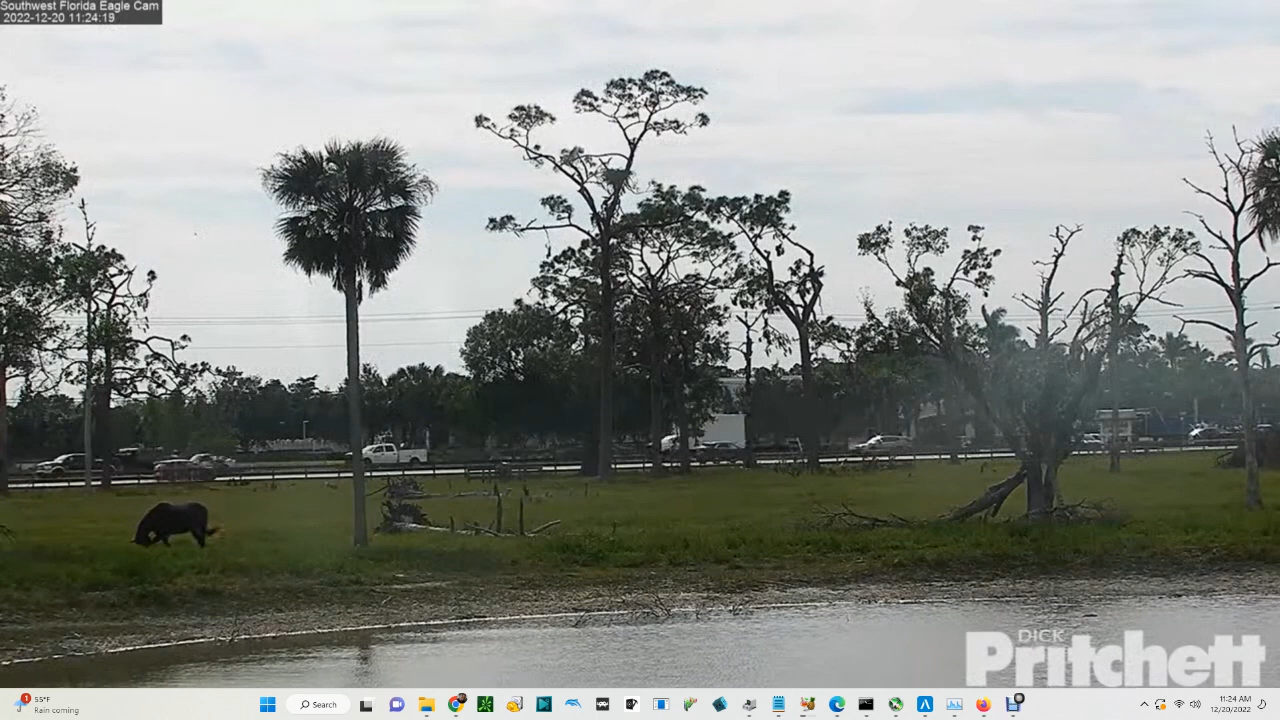 Southwest Florida Eagle Cam
2022-12-20 11:24:19
DICK
Pritchett
1
55°F
Rain coming
Search
11:24 AM
12/20/2022